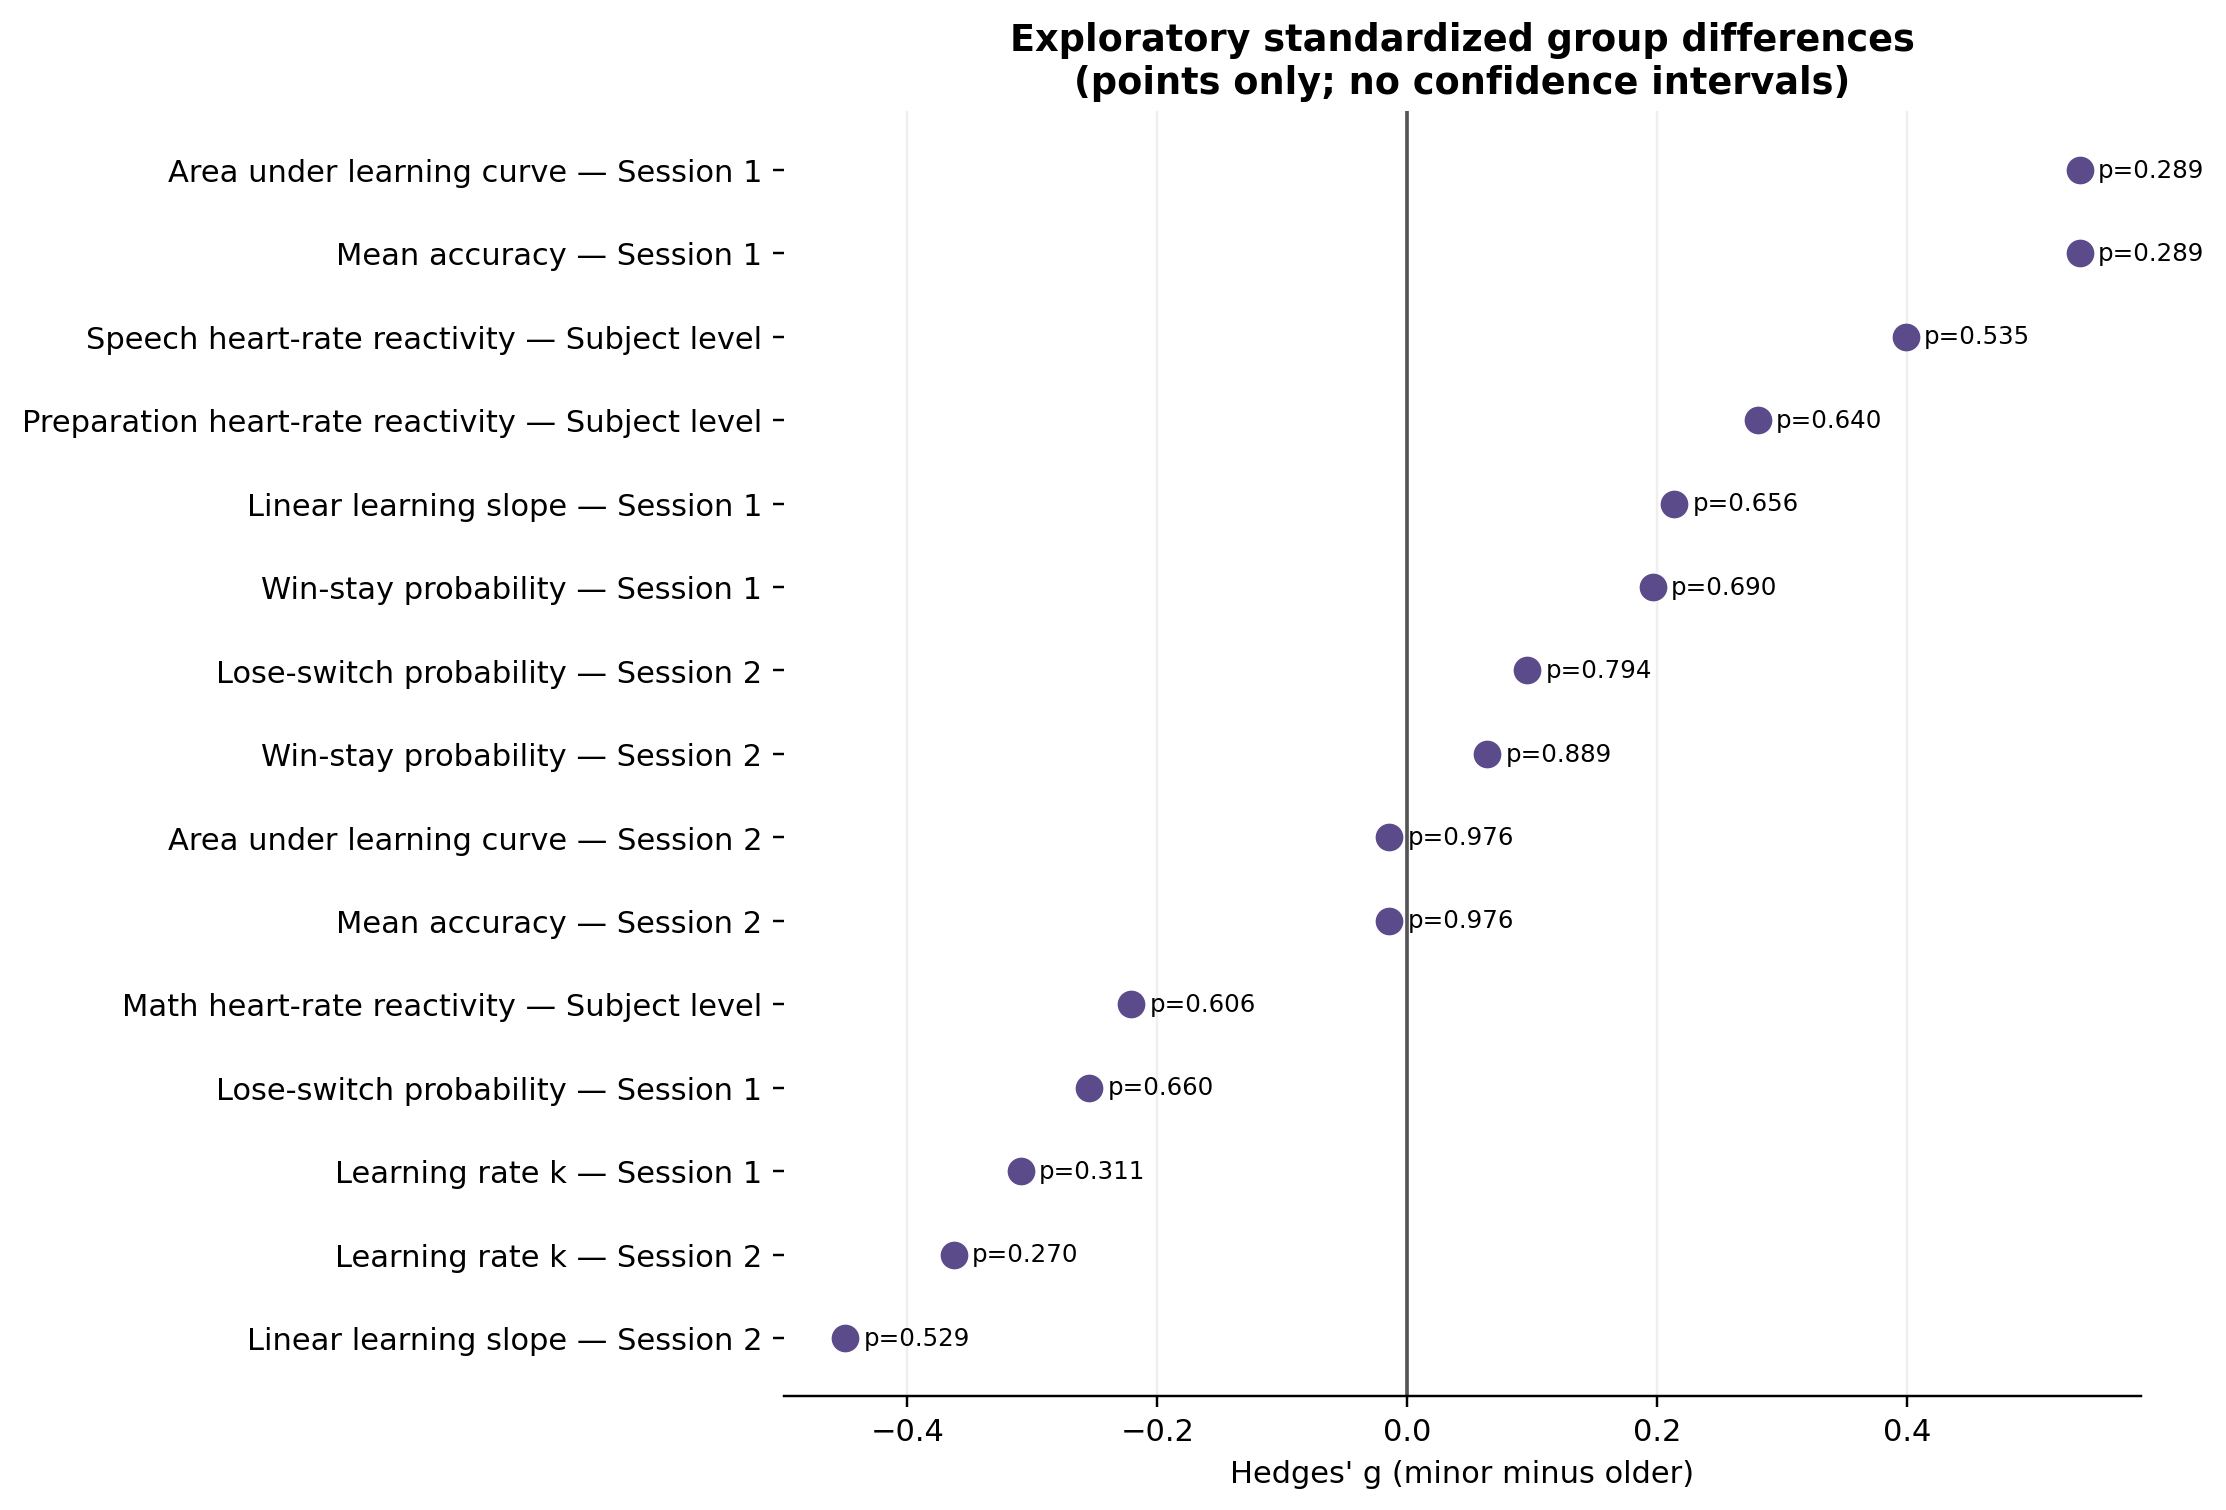 Exploratory standardized group differences
(points only; no confidence intervals)
Area under learning curve — Session 1
p=0.289
Mean accuracy — Session 1
p=0.289
Speech heart-rate reactivity — Subject level
p=0.535
Preparation heart-rate reactivity — Subject level
p=0.640
Linear learning slope — Session 1
p=0.656
Win-stay probability — Session 1
p=0.690
Lose-switch probability — Session 2
p=0.794
Win-stay probability — Session 2
p=0.889
Area under learning curve — Session 2
p=0.976
Mean accuracy — Session 2
p=0.976
Math heart-rate reactivity — Subject level
p=0.606
Lose-switch probability — Session 1
p=0.660
Learning rate k — Session 1
p=0.311
Learning rate k — Session 2
p=0.270
Linear learning slope — Session 2
p=0.529
−0.4 −0.2 0.0 0.2 0.4
Hedges' g (minor minus older)